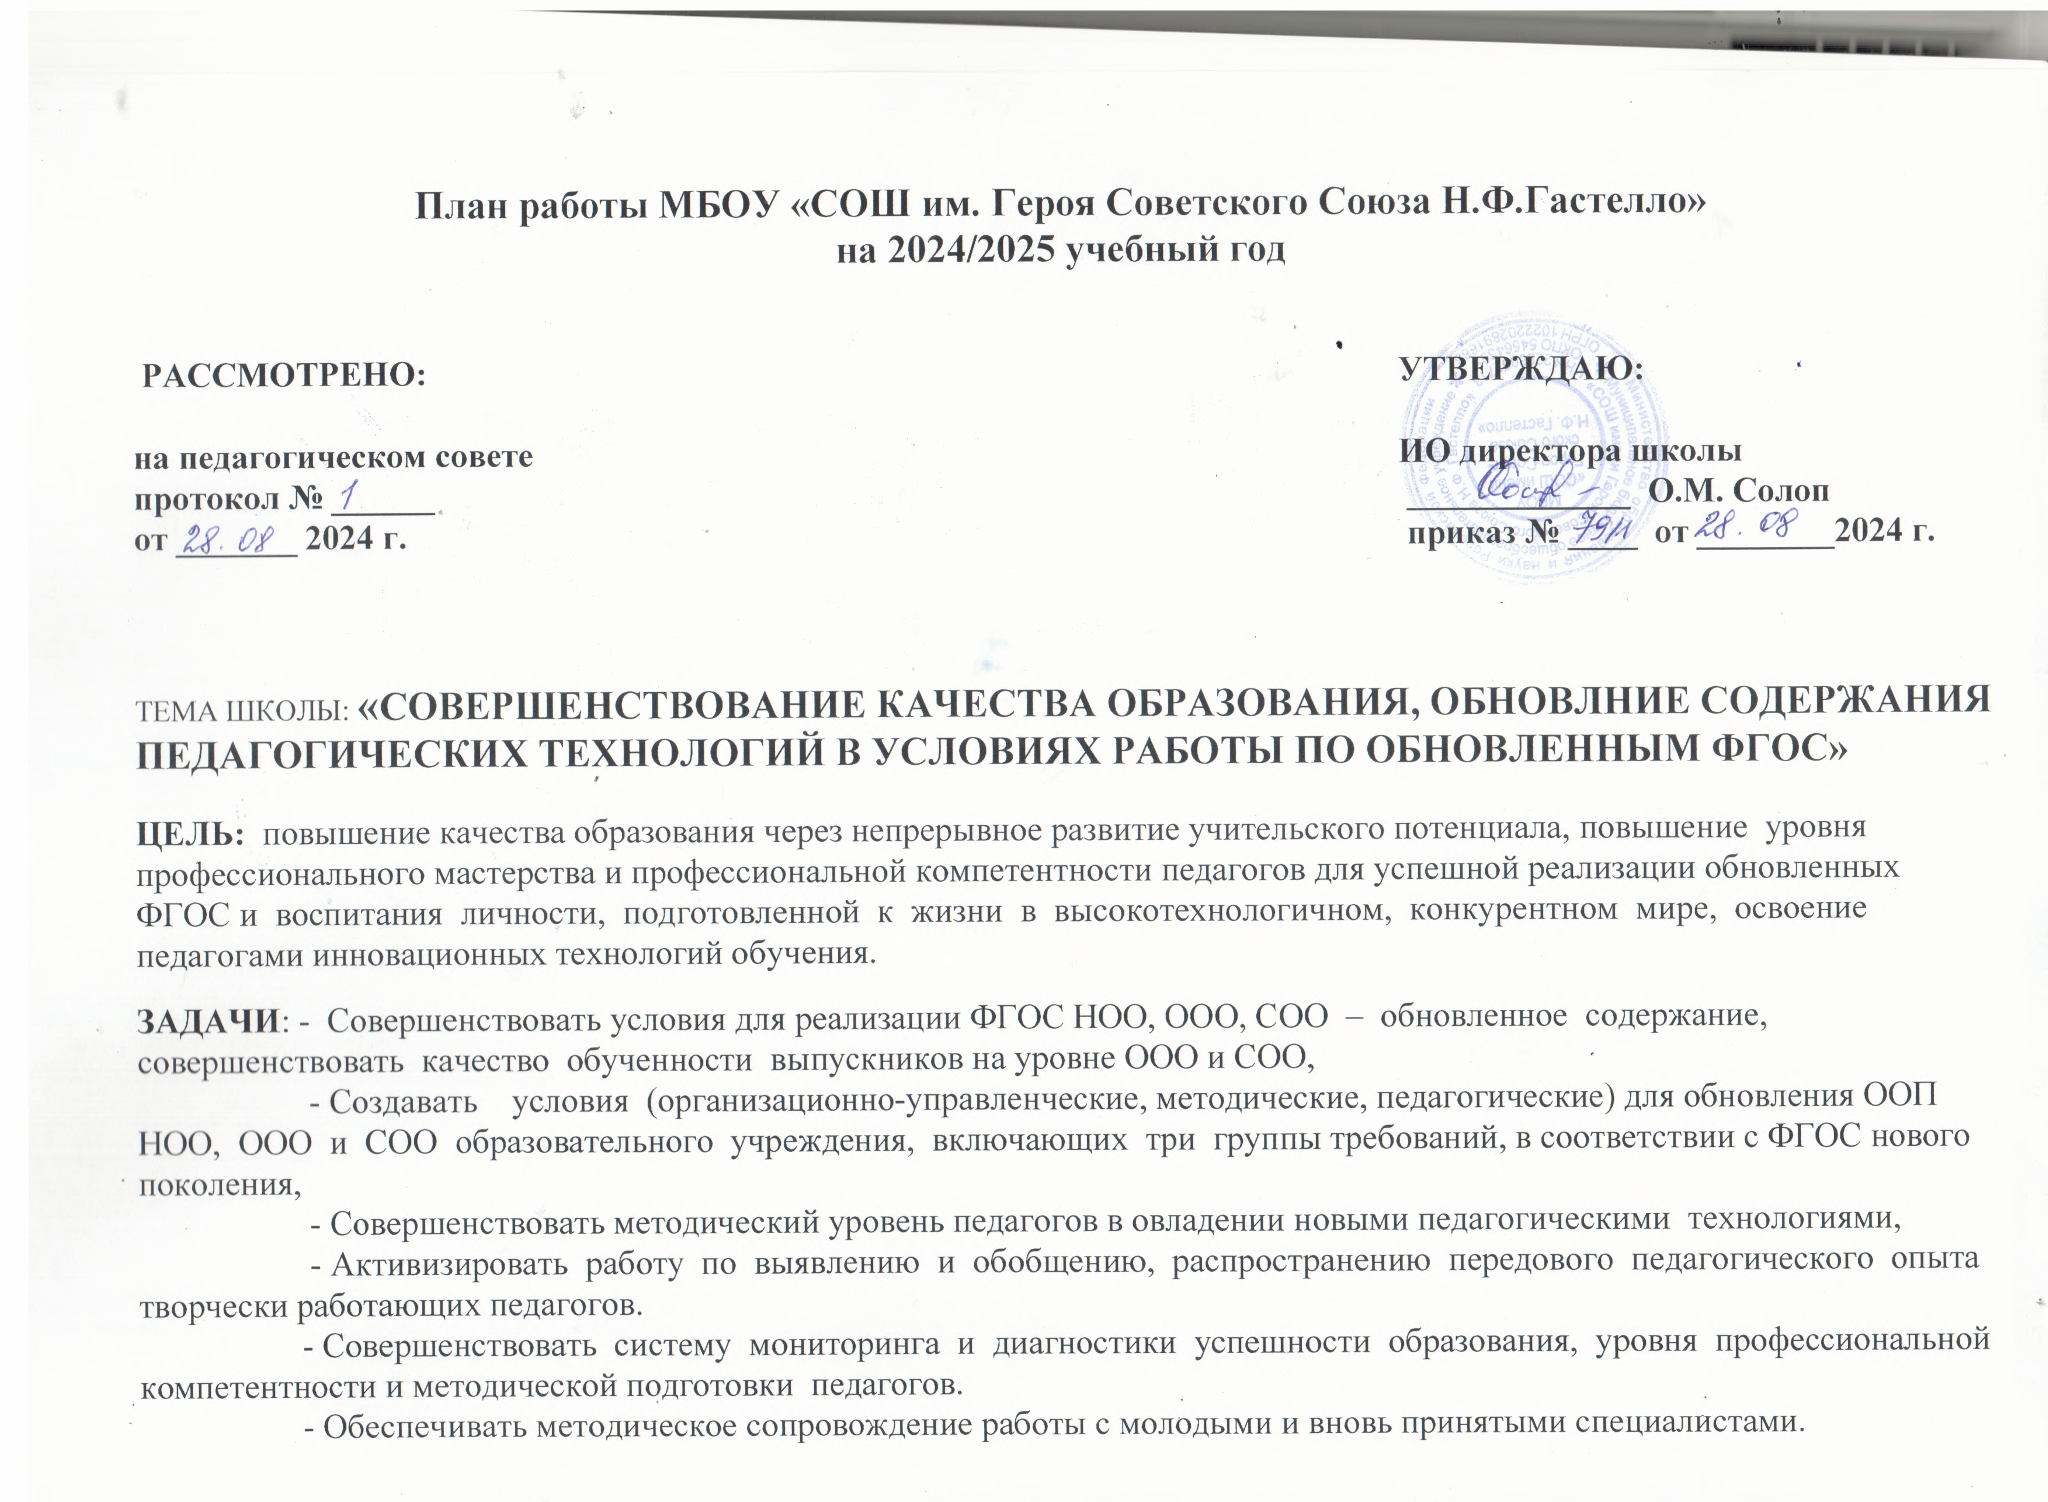 План работы МБОУ «СОШ им. Героя Советского Союза Н.Ф.Гастелло»
на 2024/2025 учебный год
РАССМОТРЕНО:
УТВЕРЖДАЮ:
на педагогическом совете
ИО директора школы
протокол № 1
О.М. Солоп
от 28. 08 2024 г.
приказ № от 28. 08 2024 г.
ТЕМА ШКОЛЫ: «СОВЕРШЕНСТВОВАНИЕ КАЧЕСТВА ОБРАЗОВАНИЯ, ОБНОВЛНИЕ СОДЕРЖАНИЯ
ПЕДАГОГИЧЕСКИХ ТЕХНОЛОГИЙ В УСЛОВИЯХ РАБОТЫ ПО ОБНОВЛЕННЫМ ФГОС»
ЦЕЛЬ: повышение качества образования через непрерывное развитие учительского потенциала, повышение уровня
профессионального мастерства и профессиональной компетентности педагогов для успешной реализации обновленных
ФГОС и воспитания личности, подготовленной к жизни в высокотехнологичном, конкурентном мире, освоение
педагогами инновационных технологий обучения.
ЗАДАЧИ: - Совершенствовать условия для реализации ФГОС НОО, ООО, СОО – обновленное содержание,
совершенствовать качество обученности выпускников на уровне ООО и СОО,
- Создавать условия (организационно-управленческие, методические, педагогические) для обновления ООП
НОО, ООО и СОО образовательного учреждения, включающих три группы требований, в соответствии с ФГОС нового
поколения,
- Совершенствовать методический уровень педагогов в овладении новыми педагогическими технологиями,
- Активизировать работу по выявлению и обобщению, распространению передового педагогического опыта
творчески работающих педагогов.
- Совершенствовать систему мониторинга и диагностики успешности образования, уровня профессиональной
компетентности и методической подготовки педагогов.
- Обеспечивать методическое сопровождение работы с молодыми и вновь принятыми специалистами.